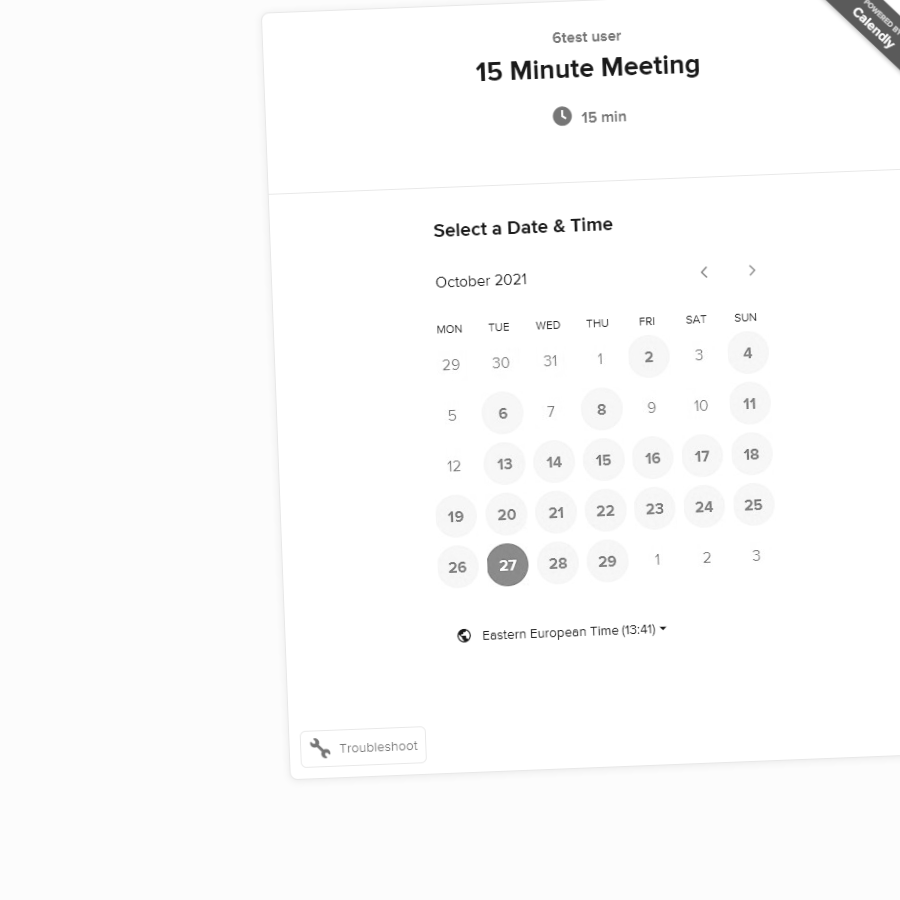 POWERED BY
Calendly
6test user
15 Minute Meeting
15 min
Select a Date & Time
October 2021
MON TUE WED THU FRI SAT SUN
29 30 31 1 2 3 4
5 6 7 8 9 10 11
12 13 14 15 16 17 18
19 20 21 22 23 24 25
26 27 28 29 1 2 3
Eastern European Time (13:41)
Troubleshoot